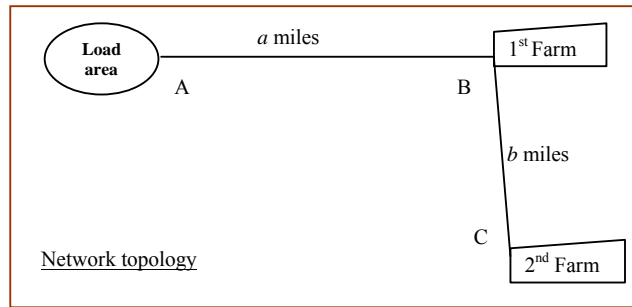 Load
area
a miles
1st Farm
A
B
b miles
C
2nd Farm
Network topology